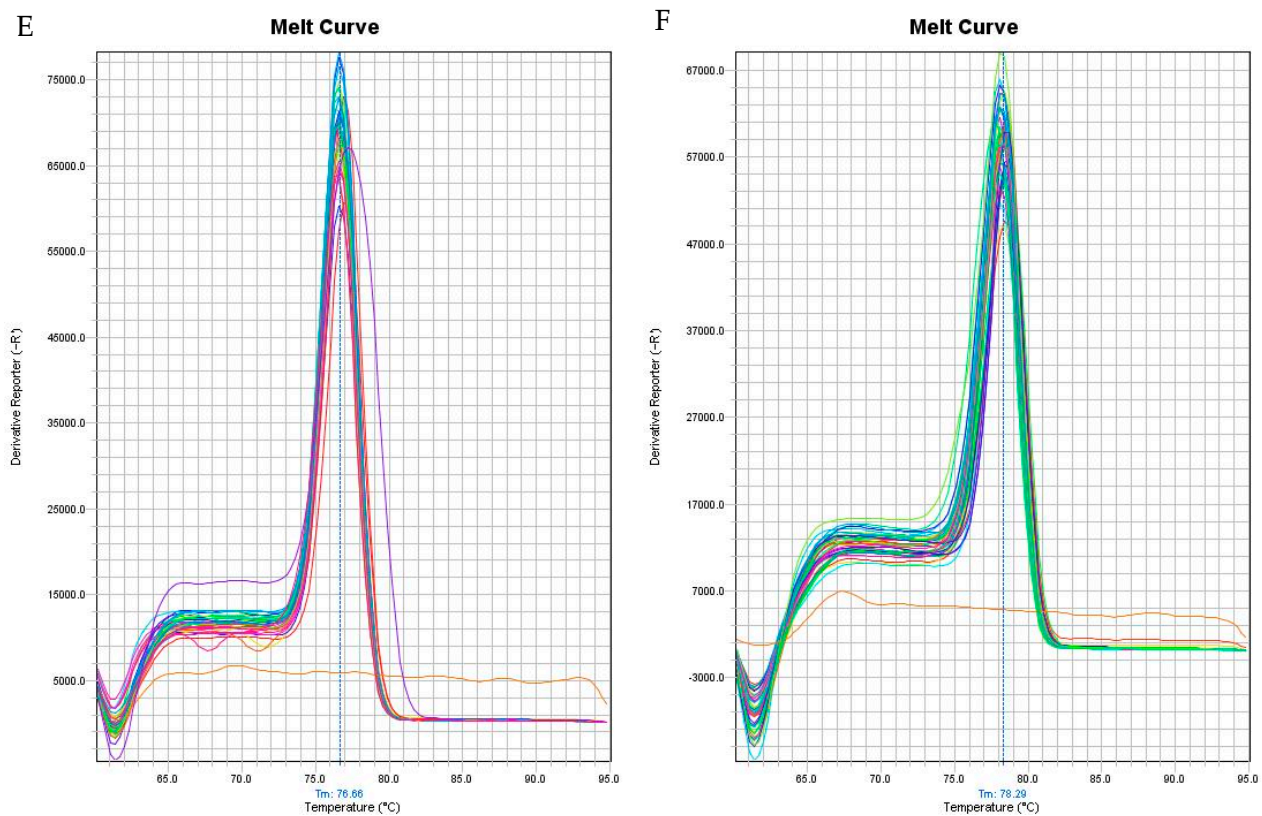 E
Melt Curve
75000.0
65000.0
55000.0
45000.0
35000.0
25000.0
15000.0
5000.0
Derivative Reporter (-R')
65.0 70.0 75.0 80.0 85.0 90.0 95.0
Tm: 76.66
Temperature (°C)
F
Melt Curve
67000.0
57000.0
47000.0
37000.0
27000.0
17000.0
7000.0
-3000.0
Derivative Reporter (-R')
65.0 70.0 75.0 80.0 85.0 90.0 95.0
Tm: 78.29
Temperature (°C)